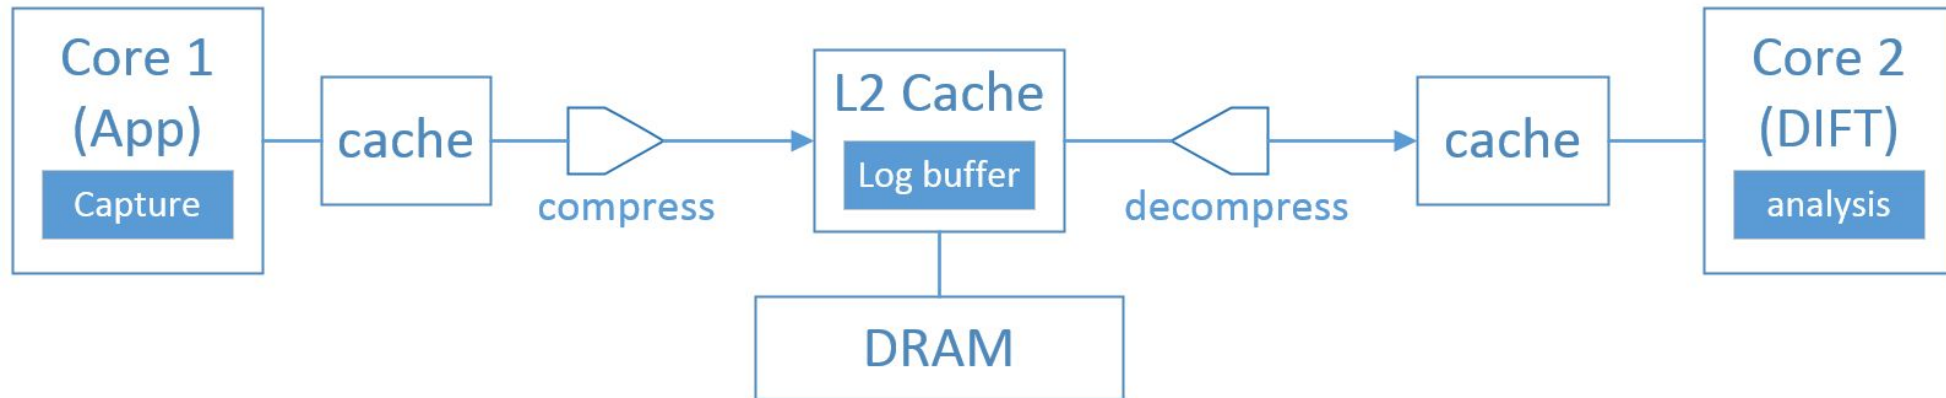 Core 1
(App)
Capture
cache
compress
L2 Cache
Log buffer
DRAM
decompress
cache
Core 2
(DIFT)
analysis